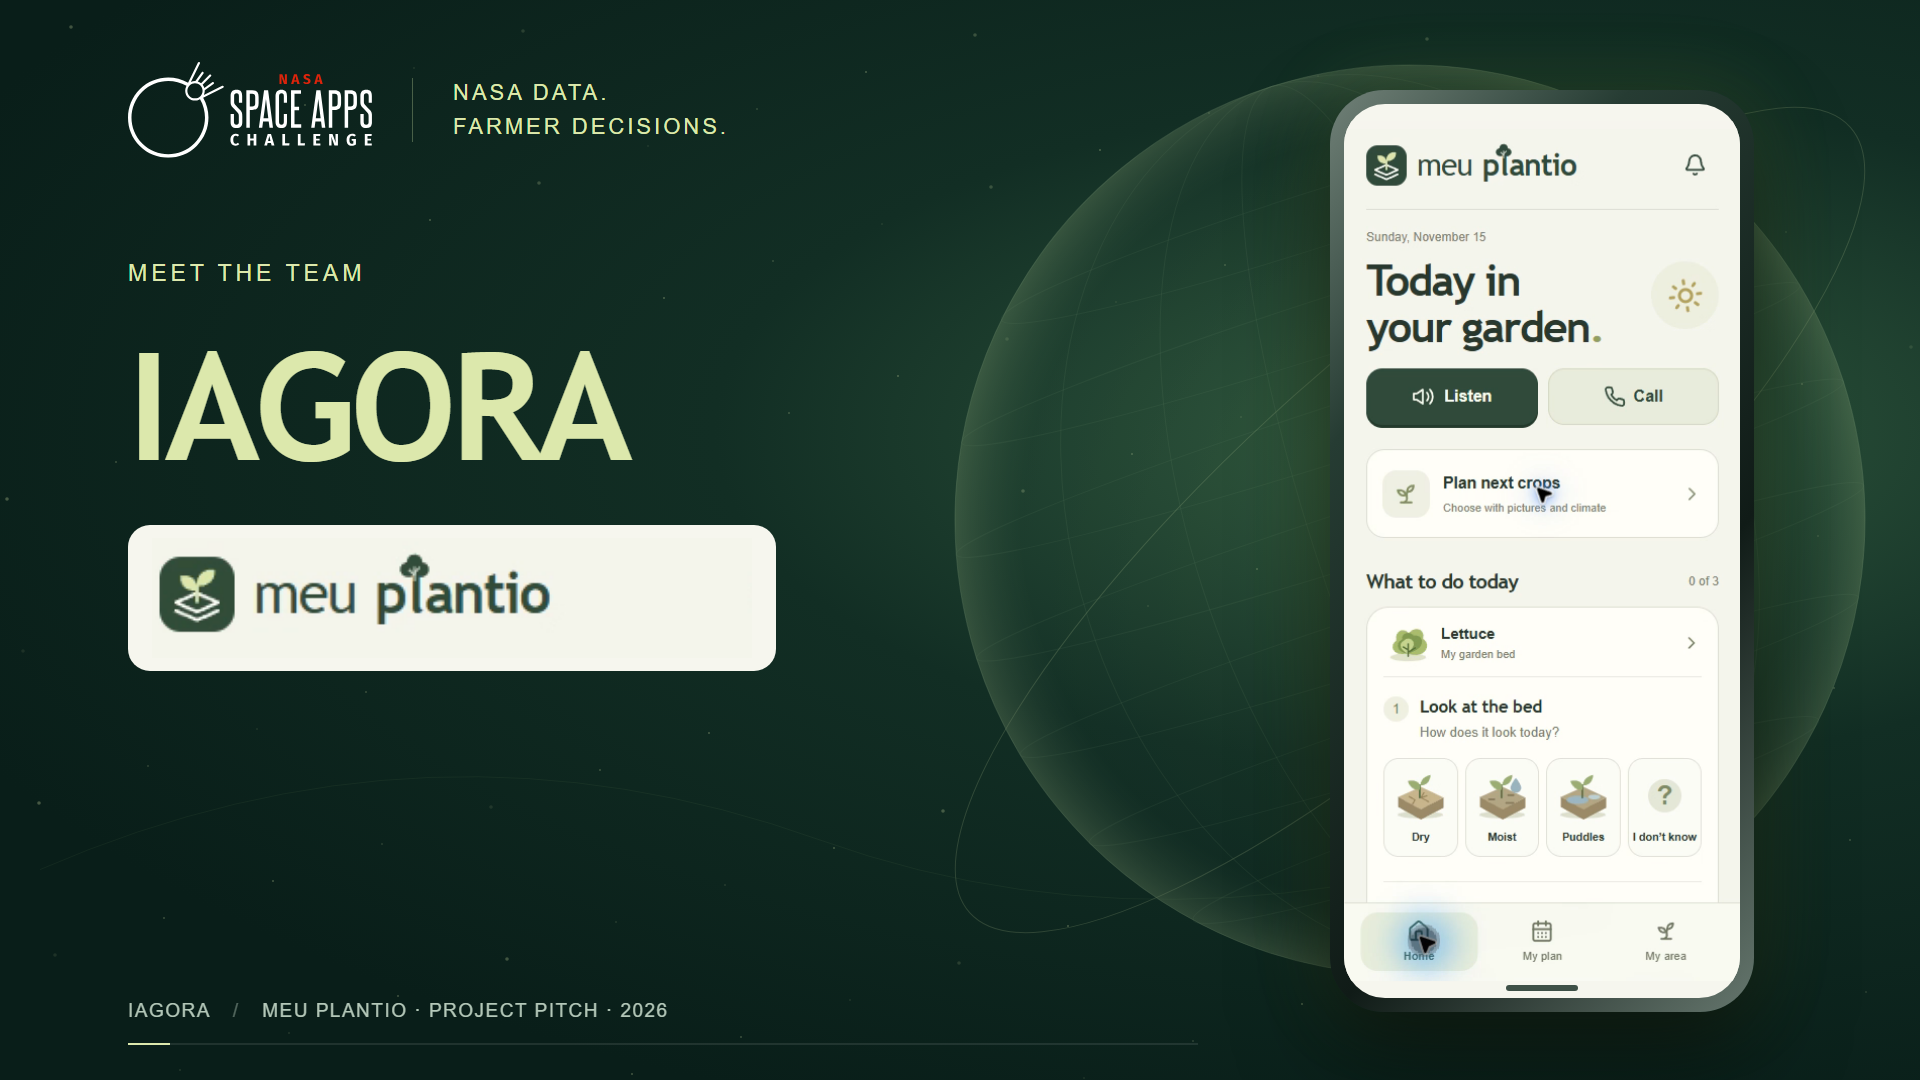 NASA
SPACE APPS
CHALLENGE
NASA DATA.
FARMER DECISIONS.
MEET THE TEAM
IAGORA
meu plantio
IAGORA / MEU PLANTIO · PROJECT PITCH · 2026
meu plantio
Sunday, November 15
Today in
your garden.
Listen
Call
Plan next crops
Choose with pictures and climate
What to do today
0 of 3
Lettuce
My garden bed
1
Look at the bed
How does it look today?
Dry
Moist
Puddles
?
I don't know
Home
My plan
My area